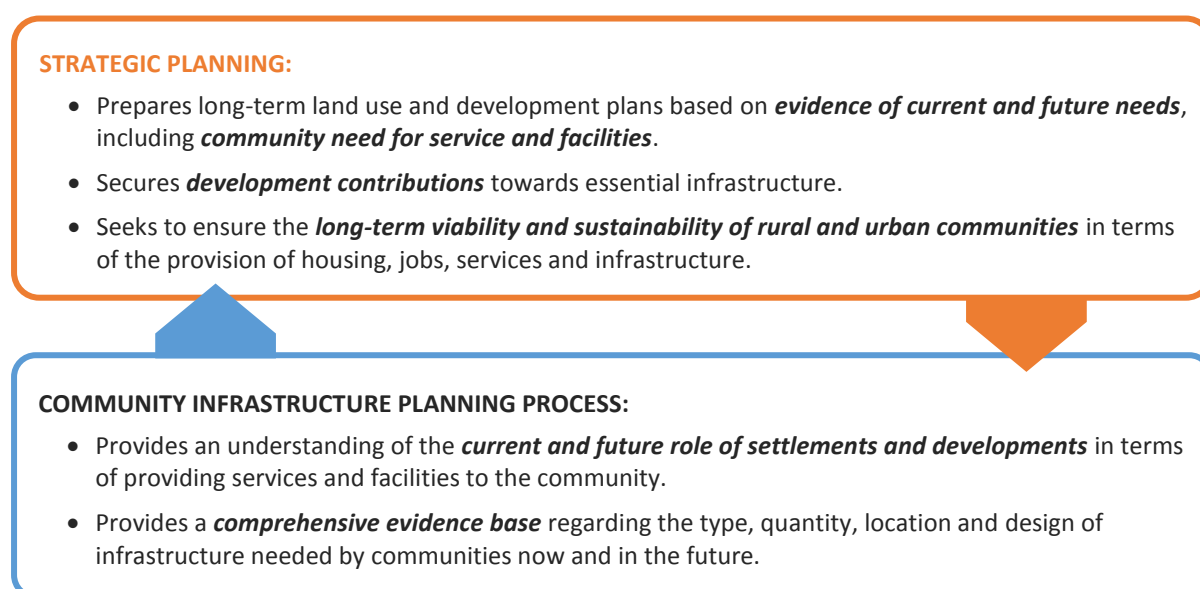 STRATEGIC PLANNING:
• Prepares long-term land use and development plans based on evidence of current and future needs,
including community need for service and facilities.
• Secures development contributions towards essential infrastructure.
• Seeks to ensure the long-term viability and sustainability of rural and urban communities in terms
of the provision of housing, jobs, services and infrastructure.
COMMUNITY INFRASTRUCTURE PLANNING PROCESS:
• Provides an understanding of the current and future role of settlements and developments in terms
of providing services and facilities to the community.
• Provides a comprehensive evidence base regarding the type, quantity, location and design of
infrastructure needed by communities now and in the future.